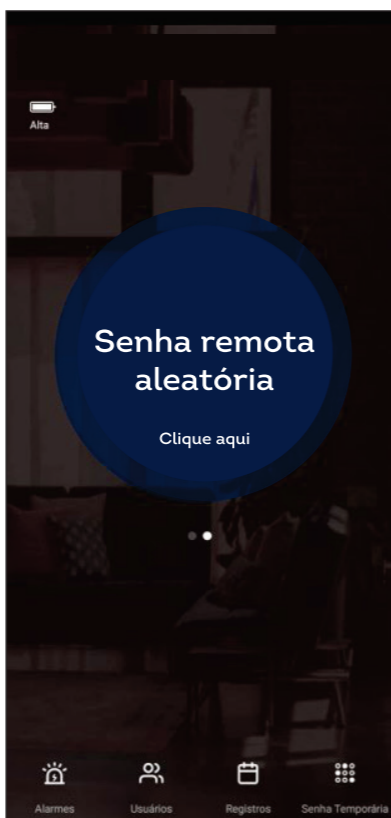 Alta
Senha remota
aleatória
Clique aqui
Alarmes
Usuários
Registros
Senha Temporária